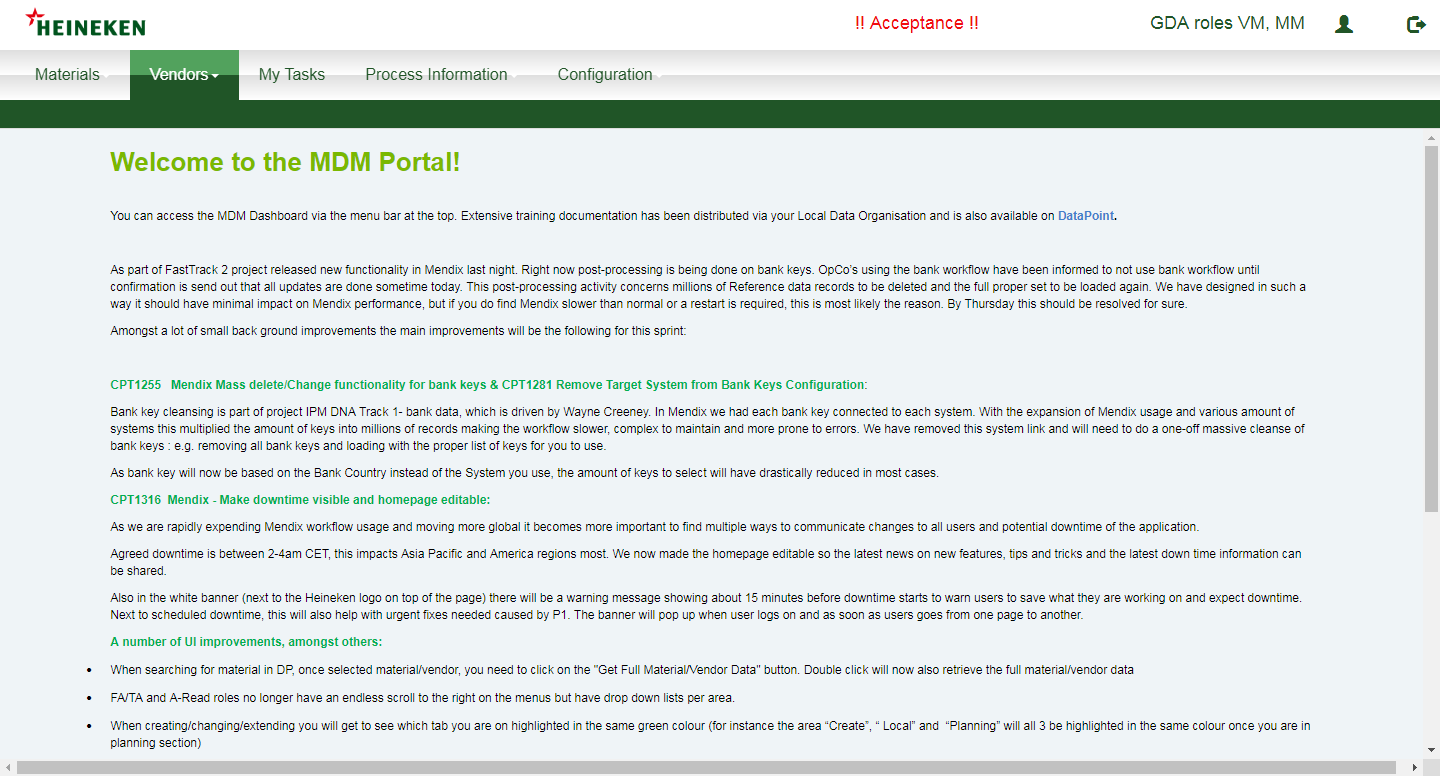 HEINEKEN
!! Acceptance !!
GDA roles VM, MM
Materials
Vendors
My Tasks
Process Information
Configuration
Welcome to the MDM Portal!
You can access the MDM Dashboard via the menu bar at the top. Extensive training documentation has been distributed via your Local Data Organisation and is also available on DataPoint.
As part of FastTrack 2 project released new functionality in Mendix last night. Right now post-processing is being done on bank keys. OpCo's using the bank workflow have been informed to not use bank workflow until
confirmation is send out that all updates are done sometime today. This post-processing activity concerns millions of Reference data records to be deleted and the full proper set to be loaded again. We have designed in such a
way it should have minimal impact on Mendix performance, but if you do find Mendix slower than normal or a restart is required, this is most likely the reason. By Thursday this should be resolved for sure.
Amongst a lot of small back ground improvements the main improvements will be the following for this sprint:
CPT1255   Mendix Mass delete/Change functionality for bank keys & CPT1281 Remove Target System from Bank Keys Configuration:
Bank key cleansing is part of project IPM DNA Track 1- bank data, which is driven by Wayne Creeney. In Mendix we had each bank key connected to each system. With the expansion of Mendix usage and various amount of
systems this multiplied the amount of keys into millions of records making the workflow slower, complex to maintain and more prone to errors. We have removed this system link and will need to do a one-off massive cleanse of
bank keys : e.g. removing all bank keys and loading with the proper list of keys for you to use.
As bank key will now be based on the Bank Country instead of the System you use, the amount of keys to select will have drastically reduced in most cases.
CPT1316  Mendix - Make downtime visible and homepage editable:
As we are rapidly expending Mendix workflow usage and moving more global it becomes more important to find multiple ways to communicate changes to all users and potential downtime of the application.
Agreed downtime is between 2-4am CET, this impacts Asia Pacific and America regions most. We now made the homepage editable so the latest news on new features, tips and tricks and the latest down time information can
be shared.
Also in the white banner (next to the Heineken logo on top of the page) there will be a warning message showing about 15 minutes before downtime starts to warn users to save what they are working on and expect downtime.
Next to scheduled downtime, this will also help with urgent fixes needed caused by P1. The banner will pop up when user logs on and as soon as users goes from one page to another.
A number of UI improvements, amongst others:
• When searching for material in DP, once selected material/vendor, you need to click on the "Get Full Material/Vendor Data" button. Double click will now also retrieve the full material/vendor data
• FA/TA and A-Read roles no longer have an endless scroll to the right on the menus but have drop down lists per area.
• When creating/changing/extending you will get to see which tab you are on highlighted in the same green colour (for instance the area “Create”, “ Local” and  “Planning” will all 3 be highlighted in the same colour once you are in
planning section)